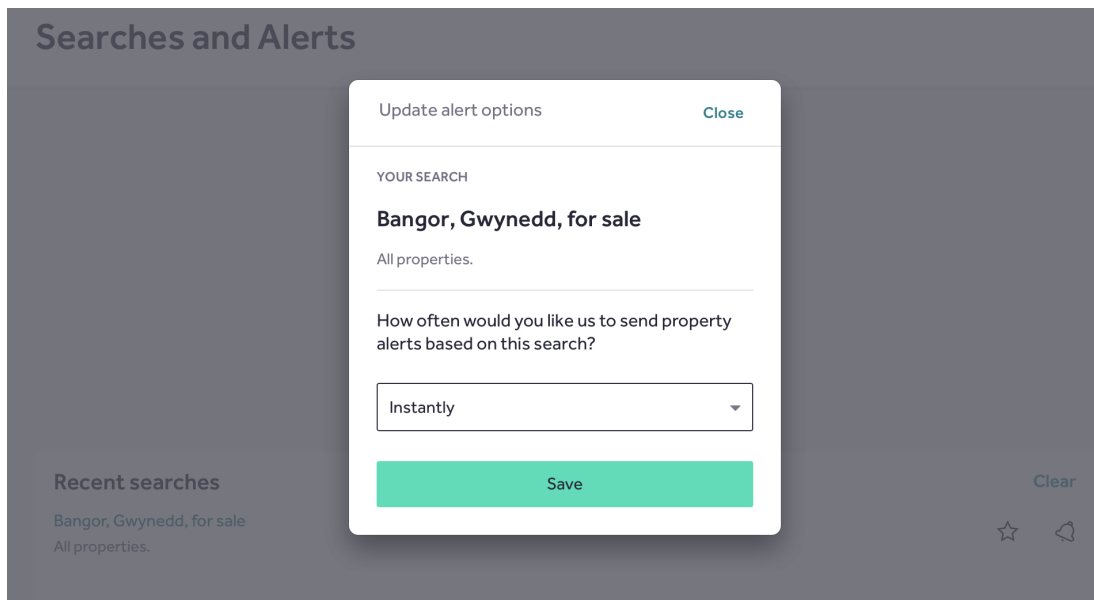 Searches and Alerts
Update alert options
Close
YOUR SEARCH
Bangor, Gwynedd, for sale
All properties.
How often would you like us to send property
alerts based on this search?
Instantly
Save
Recent searches
Clear
Bangor, Gwynedd, for sale
All properties.